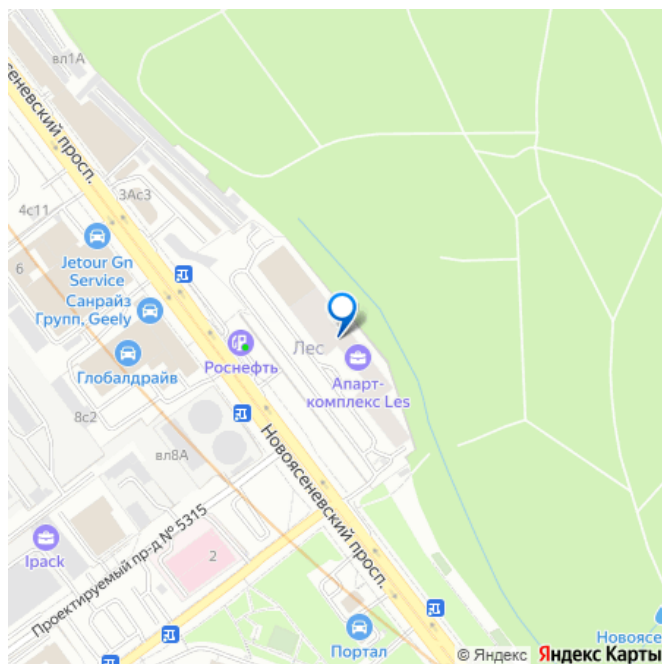 вл1А
сеневский просп.
3Ас3
4с11
6
Jetour Gn
Service
Санрайз
Групп, Geely
Роснефть
Лес
Апарт-
комплекс Les
Глобалдрайв
8с2
вл8А
Новоясеневский просп.
Проектируемый пр-д № 5315
Ipack
2
Портал
Новоясе
© Яндекс Яндекс Карты